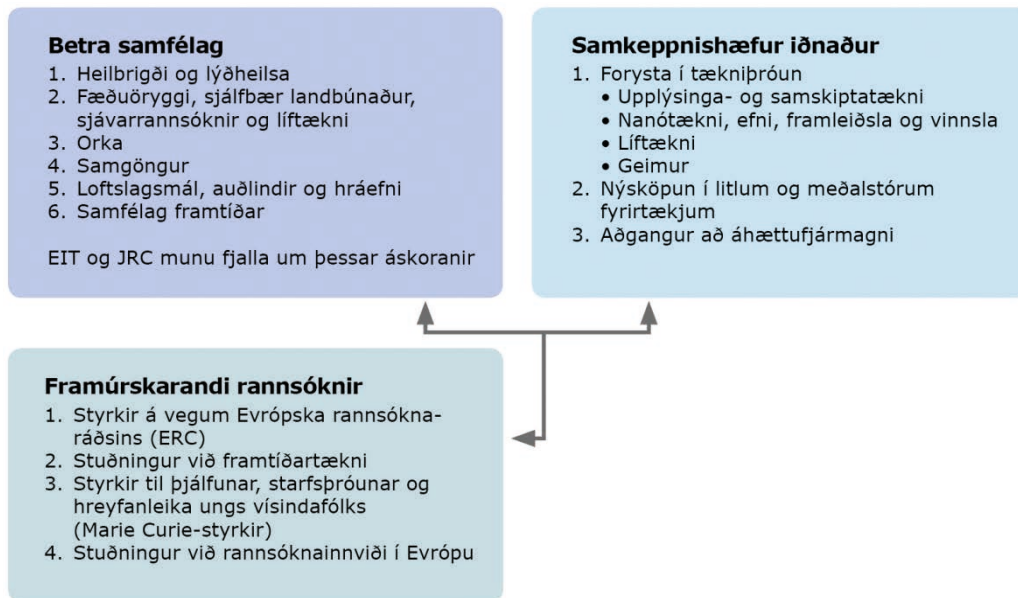 Betra samfélag
1. Heilbrigði og lýðheilsa
2. Fæðuöryggi, sjálfbær landbúnaður,
sjávarrannsóknir og líftækni
3. Orka
4. Samgöngur
5. Loftslagsmál, auðlindir og hráefni
6. Samfélag framtíðar
EIT og JRC munu fjalla um þessar áskoranir
Samkeppnishæfur iðnaður
1. Forysta í tækniþróun
• Upplýsinga- og samskiptatækni
• Nanótækni, efni, framleiðsla og vinnsla
• Líftækni
• Geimur
2. Nýsköpun í litlum og meðalstórum
fyrirtækjum
3. Aðgangur að áhættufjármagni
Framúrskarandi rannsóknir
1. Styrkir á vegum Evrópska rannsókna-
ráðsins (ERC)
2. Stuðningur við framtíðartækni
3. Styrkir til þjálfunar, starfsþróunar og
hreyfanleika ungs vísindafólks
(Marie Curie-styrkir)
4. Stuðningur við rannsóknainnviði í Evrópu